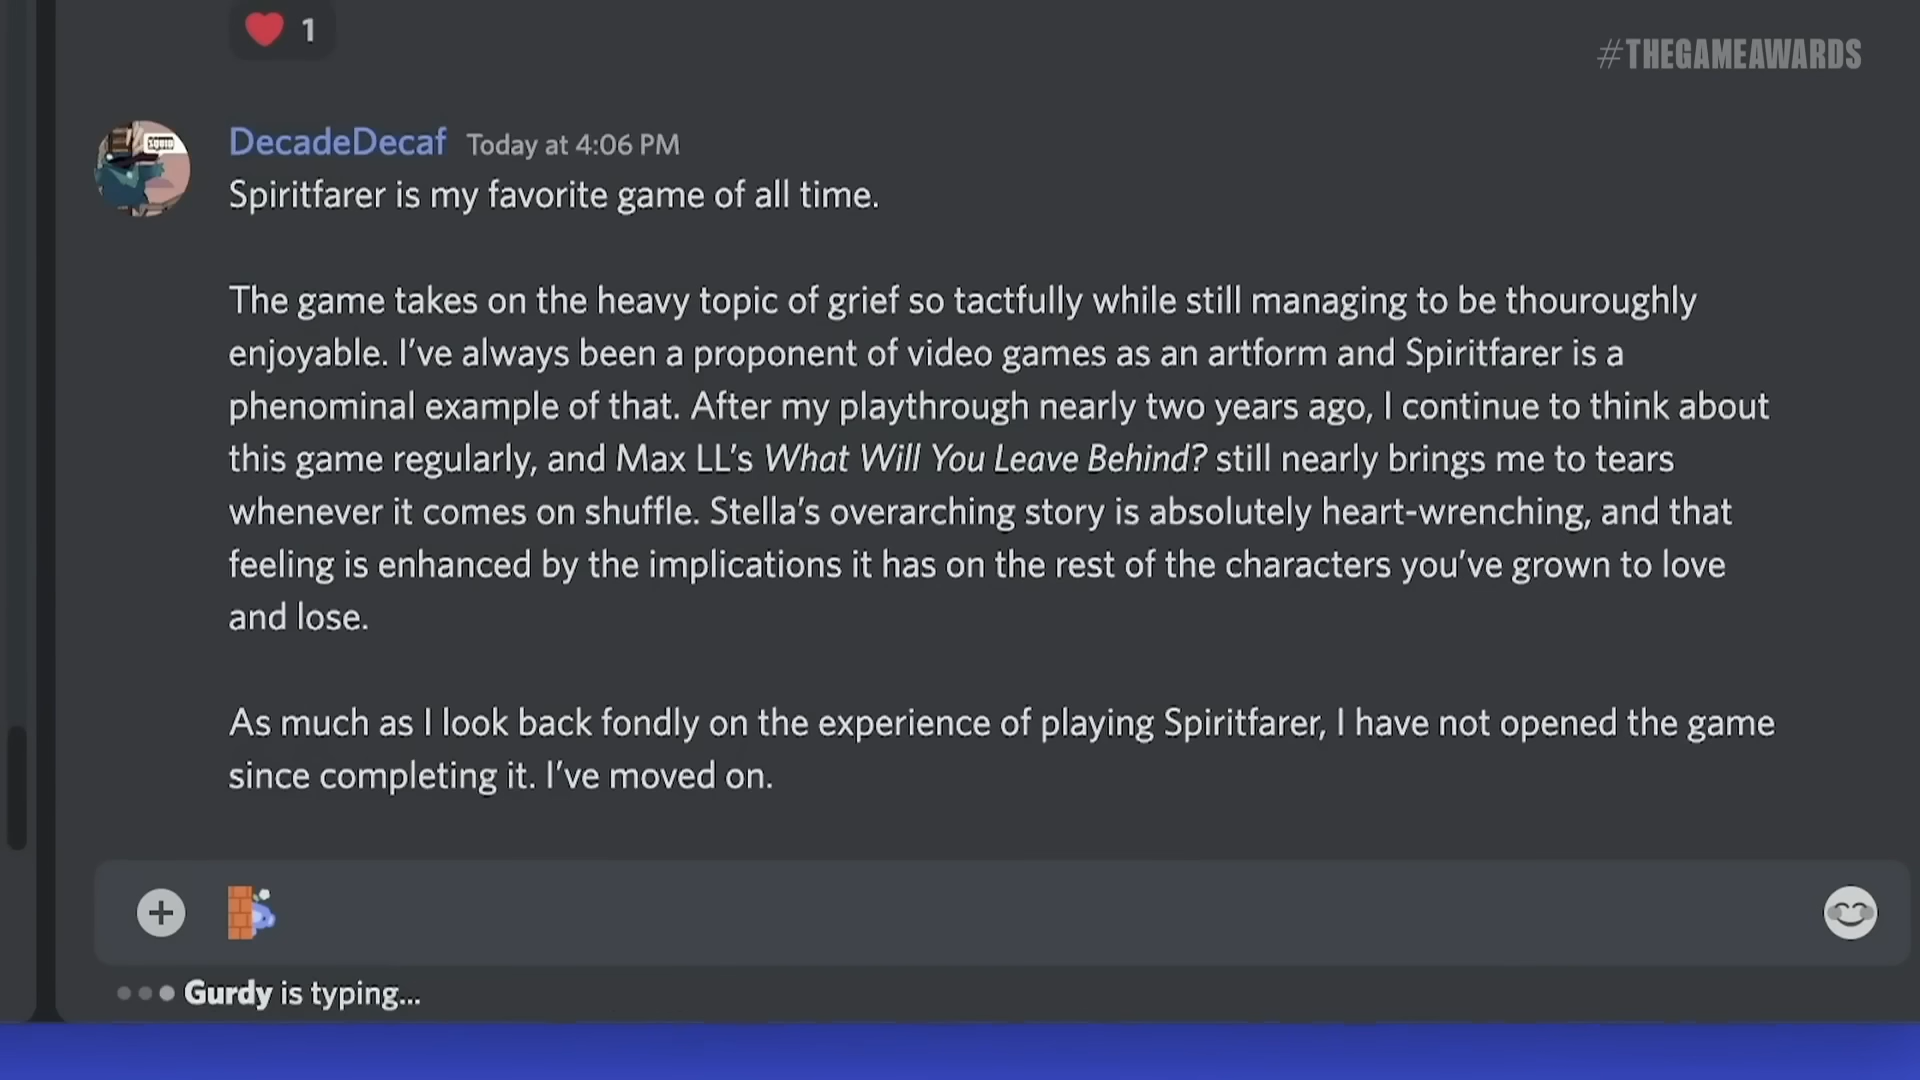 1
#THEGAMEAWARDS
SQUID
DecadeDecaf Today at 4:06 PM
Spiritfarer is my favorite game of all time.
The game takes on the heavy topic of grief so tactfully while still managing to be thouroughly
enjoyable. I've always been a proponent of video games as an artform and Spiritfarer is a
phenominal example of that. After my playthrough nearly two years ago, I continue to think about
this game regularly, and Max LL's What Will You Leave Behind? still nearly brings me to tears
whenever it comes on shuffle. Stella's overarching story is absolutely heart-wrenching, and that
feeling is enhanced by the implications it has on the rest of the characters you've grown to love
and lose.
As much as I look back fondly on the experience of playing Spiritfarer, I have not opened the game
since completing it. I've moved on.
Gurdy is typing...